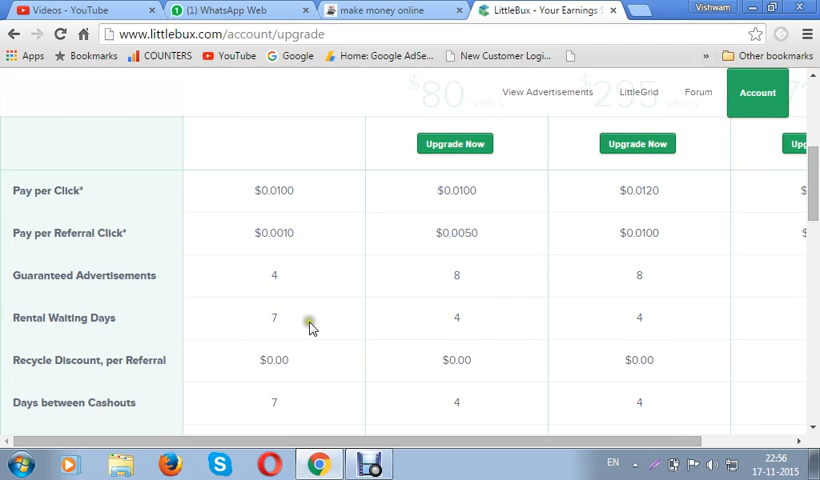 Videos - YouTube
(1) WhatsApp Web
make money online
LittleBux - Your Earnings S
Vishwam
www.littlebux.com/account/upgrade
Apps
Bookmarks
COUNTERS
YouTube
Google
Home: Google AdSe...
New Customer Logi...
»
Other bookmarks
$80 yearly
$295 yearly
View Advertisements
LittleGrid
Forum
Account
Upgrade Now
Upgrade Now
Pay per Click* $0.0100 $0.0100 $0.0120 $
Pay per Referral Click* $0.0010 $0.0050 $0.0100 $
Guaranteed Advertisements 4 8 8
Rental Waiting Days 7 4 4
Recycle Discount, per Referral $0.00 $0.00 $0.00
Days between Cashouts 7 4 4
EN
22:56
17-11-2015